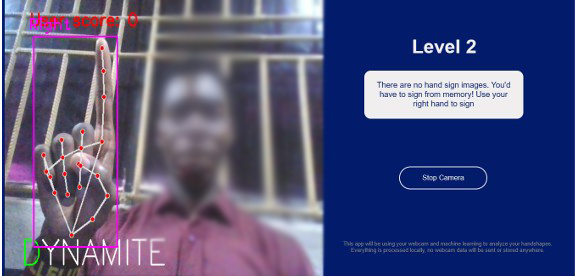 User score: 0
DYNAMITE
Level 2
There are no hand sign images. You'd
have to sign from memory! Use your
right hand to sign
Stop Camera
This app will be using your webcam and machine learning to analyze your handshapes.
Everything is processed locally, no webcam data will be sent or stored anywhere.